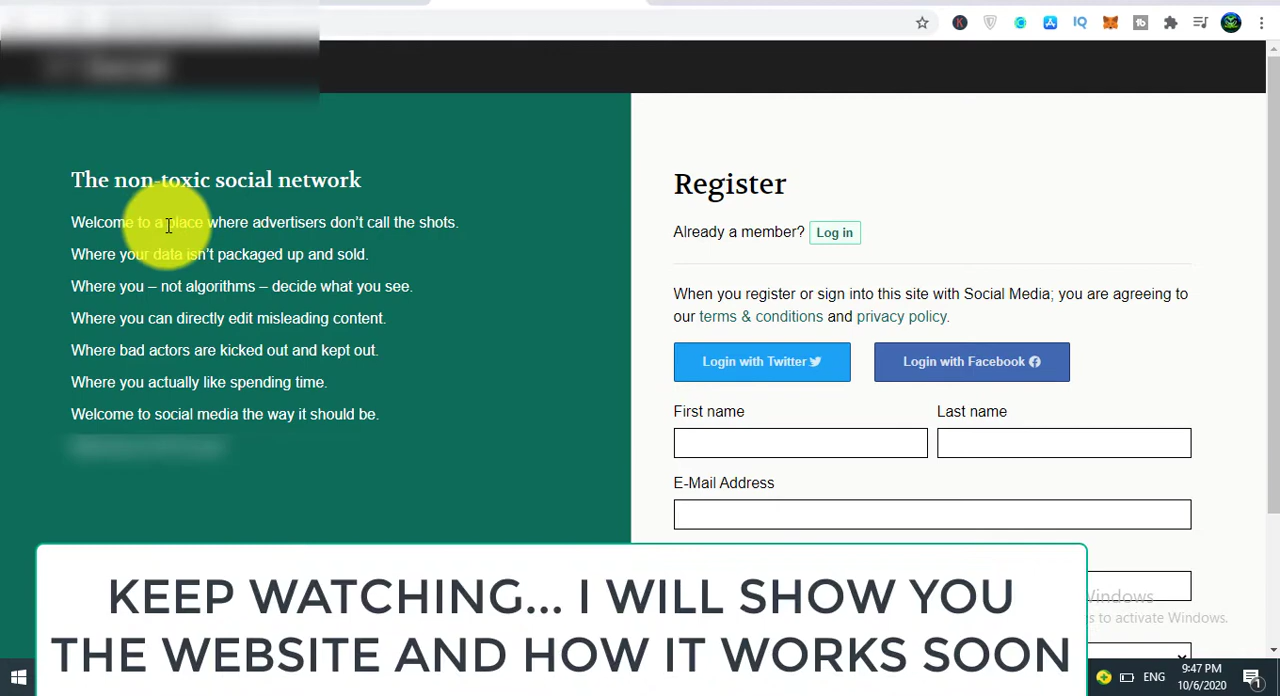 The non-toxic social network
Welcome to a place where advertisers don't call the shots.
Where your data isn't packaged up and sold.
Where you – not algorithms – decide what you see.
Where you can directly edit misleading content.
Where bad actors are kicked out and kept out.
Where you actually like spending time.
Welcome to social media the way it should be.
Register
Already a member? Log in
When you register or sign into this site with Social Media; you are agreeing to
our terms & conditions and privacy policy.
Login with Twitter
Login with Facebook
First name
Last name
E-Mail Address
KEEP WATCHING... I WILL SHOW YOU
THE WEBSITE AND HOW IT WORKS SOON
Windows
s to activate Windows.
IQ
ENG
9:47 PM
10/6/2020